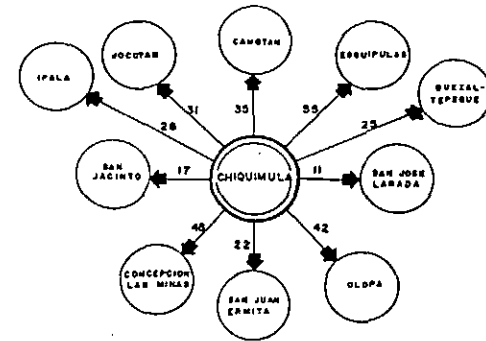 CAMOTAN
JOCOTAN
ESQUIPULAS
IPALA
QUEZAL-
TEPEQUE
31
35
55
28
25
SAN
JACINTO
17
CHIQUIMULA
11
SAN JOSE
LARADA
48
22
42
CONCEPCION
LAS MINAS
SAN JUAN
ERMITA
OLOPA